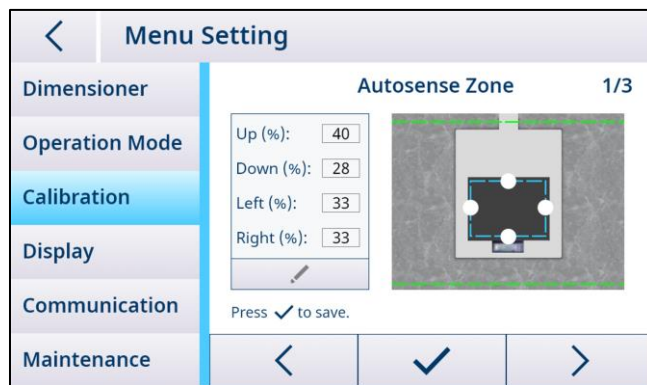 Menu Setting
Dimensioner
Operation Mode
Calibration
Display
Communication
Maintenance
Autosense Zone 1/3
Up (%): 40
Down (%): 28
Left (%): 33
Right (%): 33
Press ✓ to save.